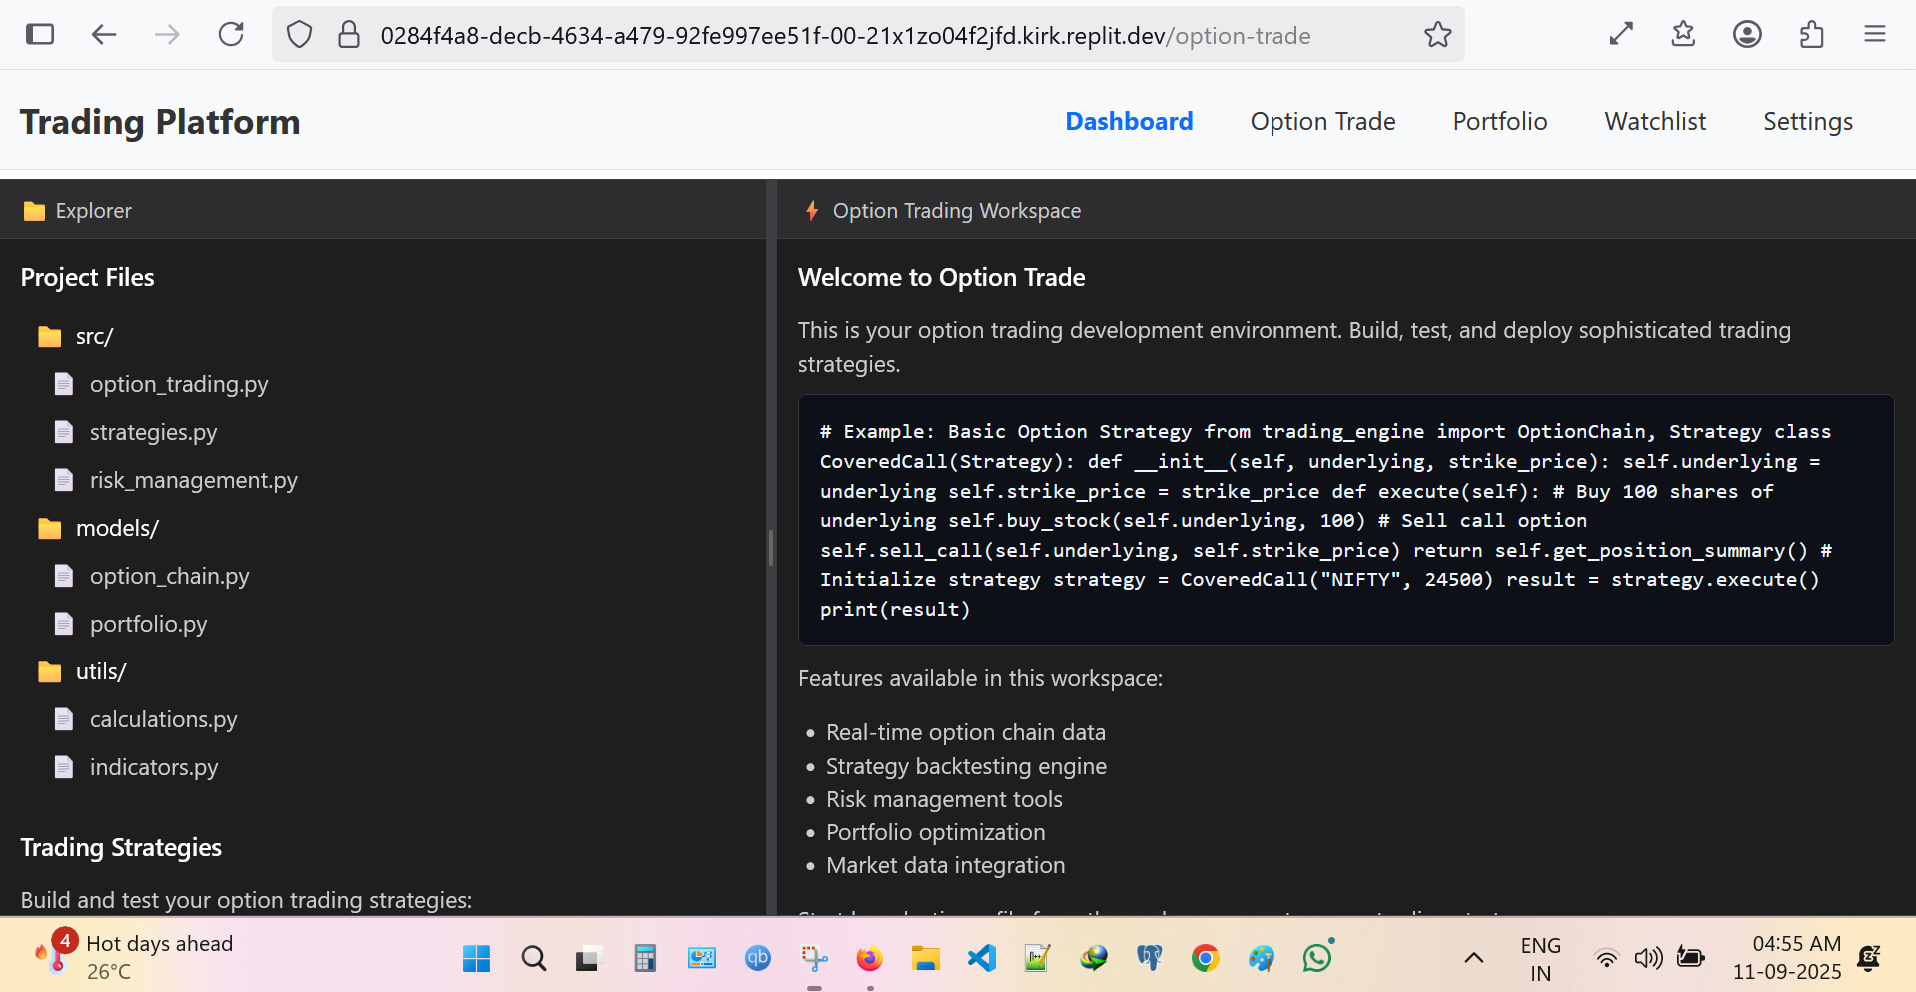 0284f4a8-decb-4634-a479-92fe997ee51f-00-21x1zo04f2jfd.kirk.replit.dev/option-trade
Trading Platform
Dashboard
Option Trade
Portfolio
Watchlist
Settings
Explorer
Project Files
src/
option_trading.py
strategies.py
risk_management.py
models/
option_chain.py
portfolio.py
utils/
calculations.py
indicators.py
Trading Strategies
Build and test your option trading strategies:
Option Trading Workspace
Welcome to Option Trade
This is your option trading development environment. Build, test, and deploy sophisticated trading
strategies.
# Example: Basic Option Strategy from trading_engine import OptionChain, Strategy class
CoveredCall(Strategy): def __init__(self, underlying, strike_price): self.underlying =
underlying self.strike_price = strike_price def execute(self): # Buy 100 shares of
underlying self.buy_stock(self.underlying, 100) # Sell call option
self.sell_call(self.underlying, self.strike_price) return self.get_position_summary() #
Initialize strategy strategy = CoveredCall("NIFTY", 24500) result = strategy.execute()
print(result)
Features available in this workspace:
• Real-time option chain data
• Strategy backtesting engine
• Risk management tools
• Portfolio optimization
• Market data integration
4
Hot days ahead
26°C
qb
ENG
IN
04:55 AM
11-09-2025